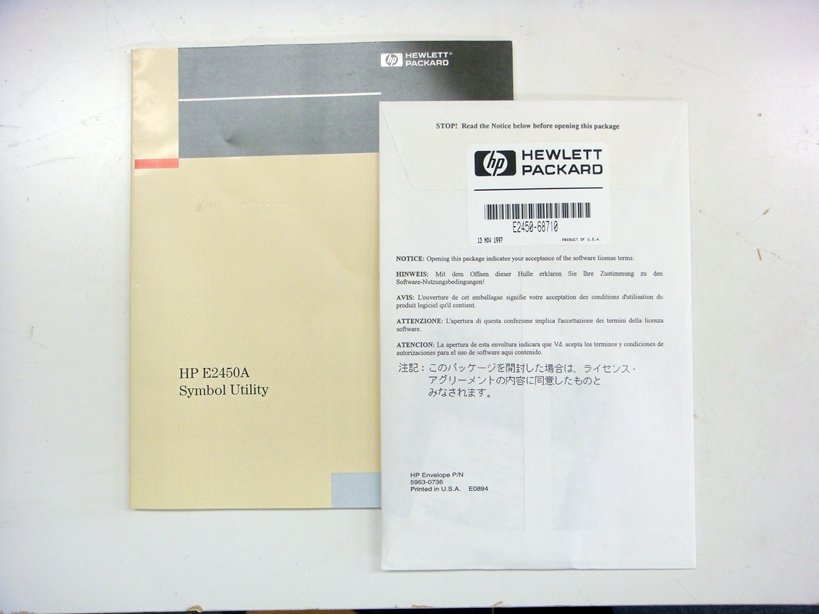 HEWLETT®
PACKARD
HP E2450A
Symbol Utility
STOP! Read the Notice below before opening this package
HEWLETT
PACKARD
E2450-68710
13 NOV 1997 PRODUCT OF U.S.A.
NOTICE: Opening this package indicates your acceptance of the software license terms.
HINWEIS: Mit dem Offnen dieser Hulle erklaren Sie Ihre Zustimmung zu den
Software-Nutzungsbedingungen!
AVIS: L'ouverture de cet emballague signifie votre acceptation des conditions d'utilisation du
produit logiciel qu'il contient.
ATTENZIONE: L'apertura di questa confezione implica l'accettazione dei termini della licenza
software.
ATENCION: La apertura de esta envoltura indicara que Vd. acepta los terminos y condiciones de
autorizaciones para el uso de software aqui contenido.
注記：このパッケージを開封した場合は、ライセンス・
アグリーメントの内容に同意したものと
みなされます。
HP Envelope P/N
5963-0736
Printed in U.S.A. E0894